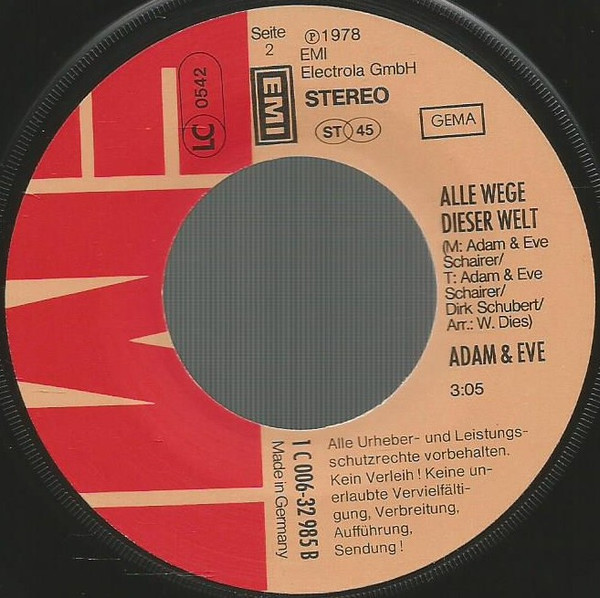 Seite
2
℗1978
EMI
Electrola GmbH
STEREO
ST 45
GEMA
LC 0542
EMI
ALLE WEGE
DIESER WELT
(M: Adam & Eve
Schairer/
T: Adam & Eve
Schairer/
Dirk Schubert/
Arr.: W. Dies)
ADAM & EVE
3:05
1 C 006-32 985 B
Made in Germany
Alle Urheber- und Leistungs-
schutzrechte vorbehalten.
Kein Verleih! Keine un-
erlaubte Vervielfälti-
gung, Verbreitung,
Aufführung,
Sendung!